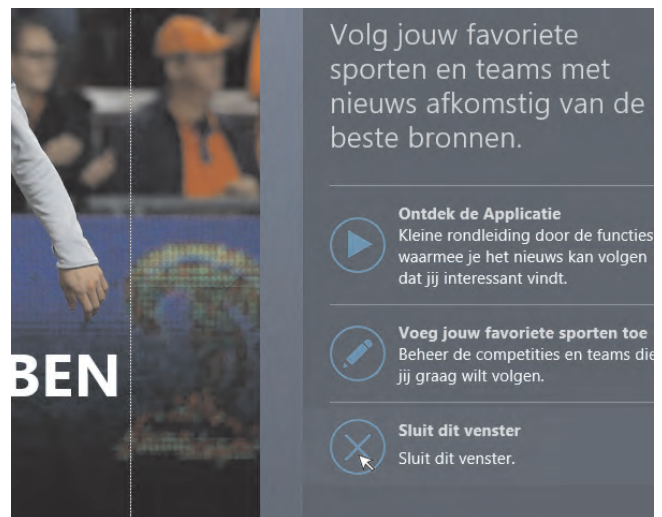 Volg jouw favoriete
sporten en teams met
nieuws afkomstig van de
beste bronnen.
Ontdek de Applicatie
Kleine rondleiding door de functies
waarmee je het nieuws kan volgen
dat jij interessant vindt.
Voeg jouw favoriete sporten toe
Beheer de competities en teams die
jij graag wilt volgen.
BEN
Sluit dit venster
Sluit dit venster.